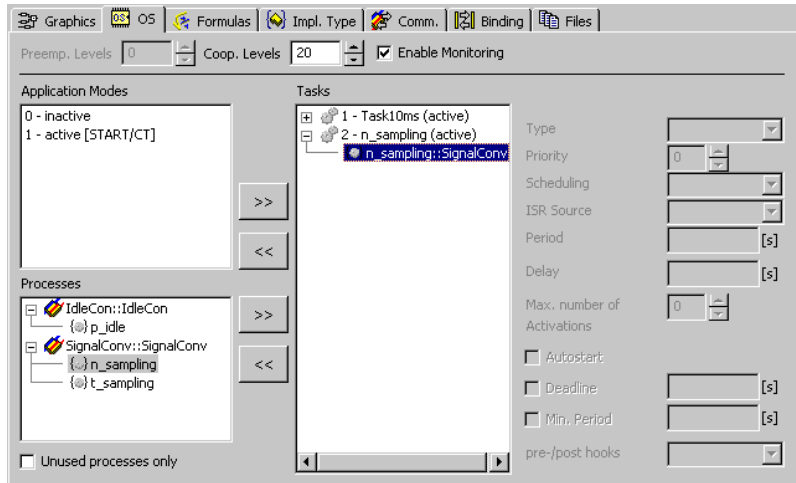 Graphics OS Formulas Impl. Type Comm. Binding Files
Preemp. Levels 0 Coop. Levels 20 Enable Monitoring
Application Modes
0 - inactive
1 - active [START/CT]
>>
<<
Processes
IdleCon::IdleCon
{}p_idle
SignalConv::SignalConv
{}n_sampling
{}t_sampling
>>
<<
Unused processes only
Tasks
1 - Task10ms (active)
2 - n_sampling (active)
n_sampling::SignalConv
Type
Priority 0
Scheduling
ISR Source
Period [s]
Delay [s]
Max. number of 0
Activations
Autostart
Deadline [s]
Min. Period [s]
pre-/post hooks